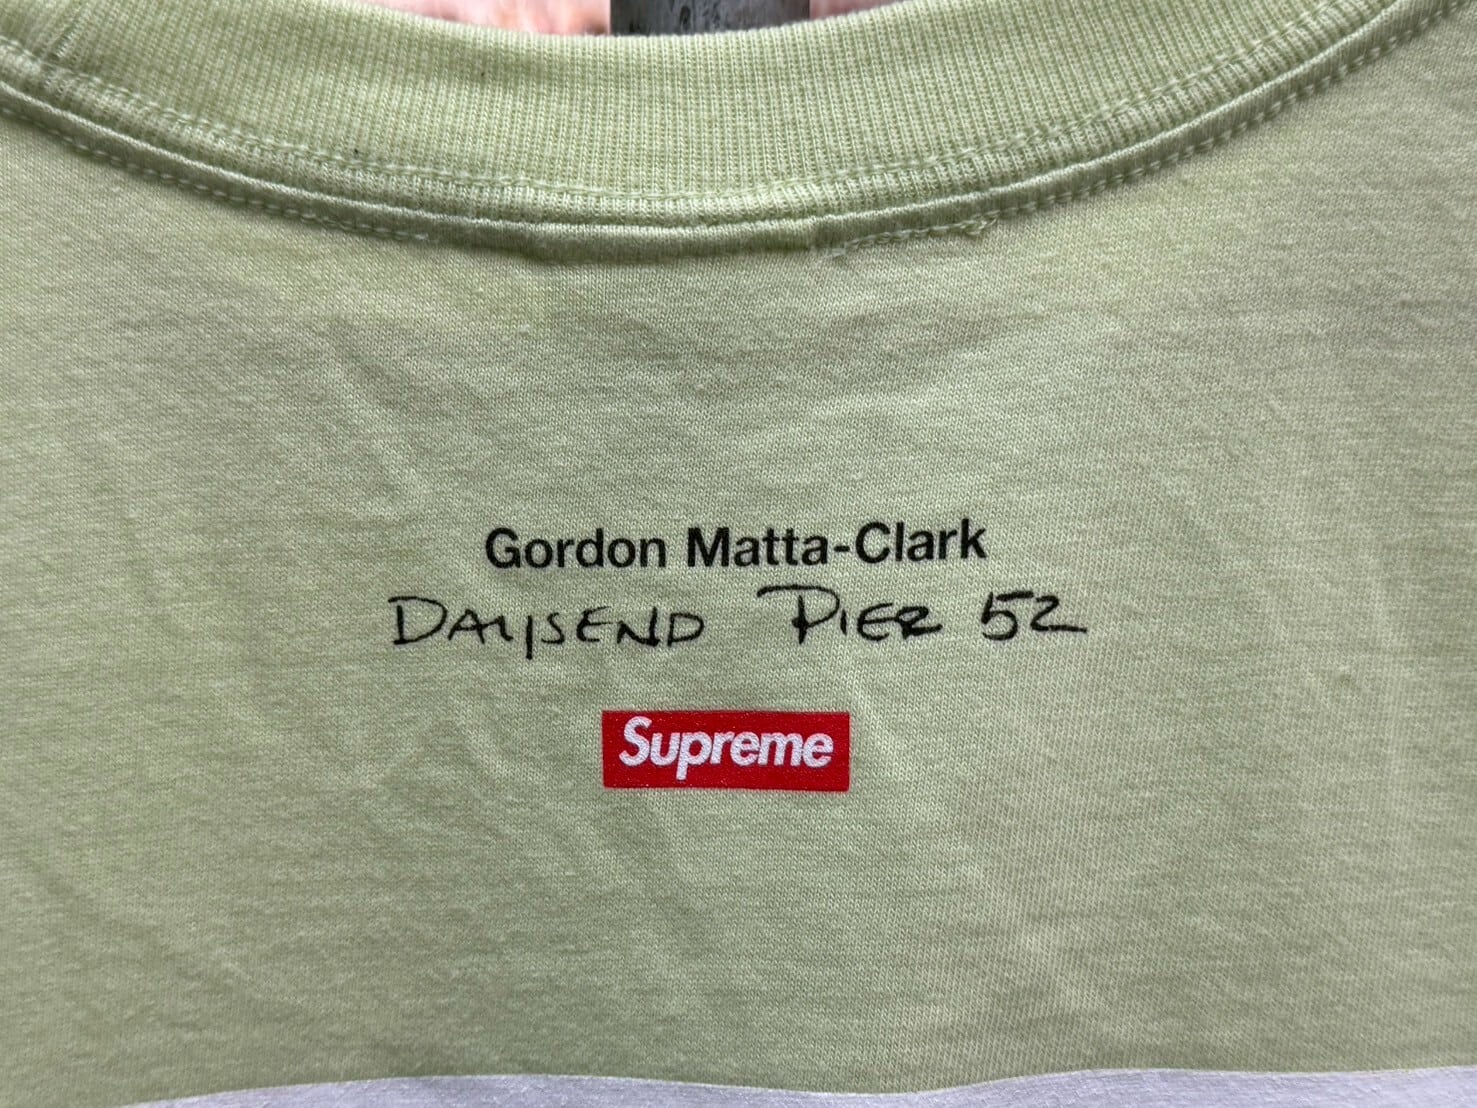 Gordon Matta-Clark
DAYSEND PIER 52
Supreme